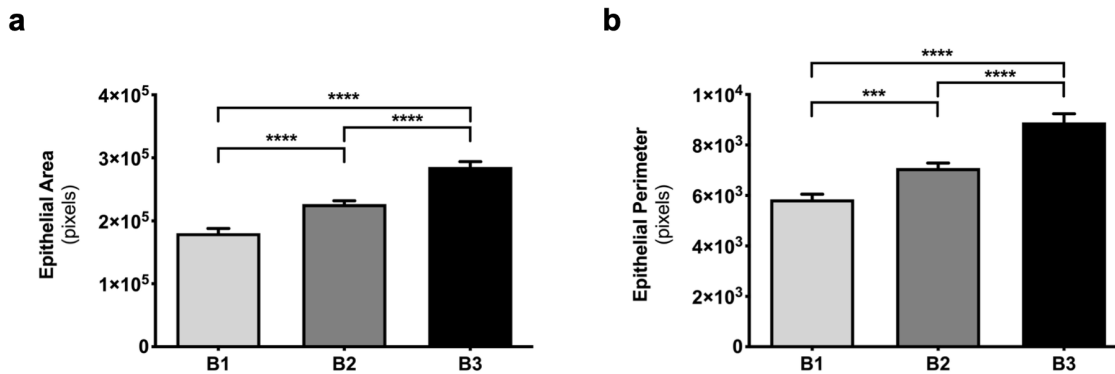 a
Epithelial Area
(pixels)
4×10⁵
3×10⁵
2×10⁵
1×10⁵
0
****
****
****
B1 B2 B3
b
Epithelial Perimeter
(pixels)
1×10⁴
8×10³
6×10³
4×10³
2×10³
0
****
****
***
B1 B2 B3